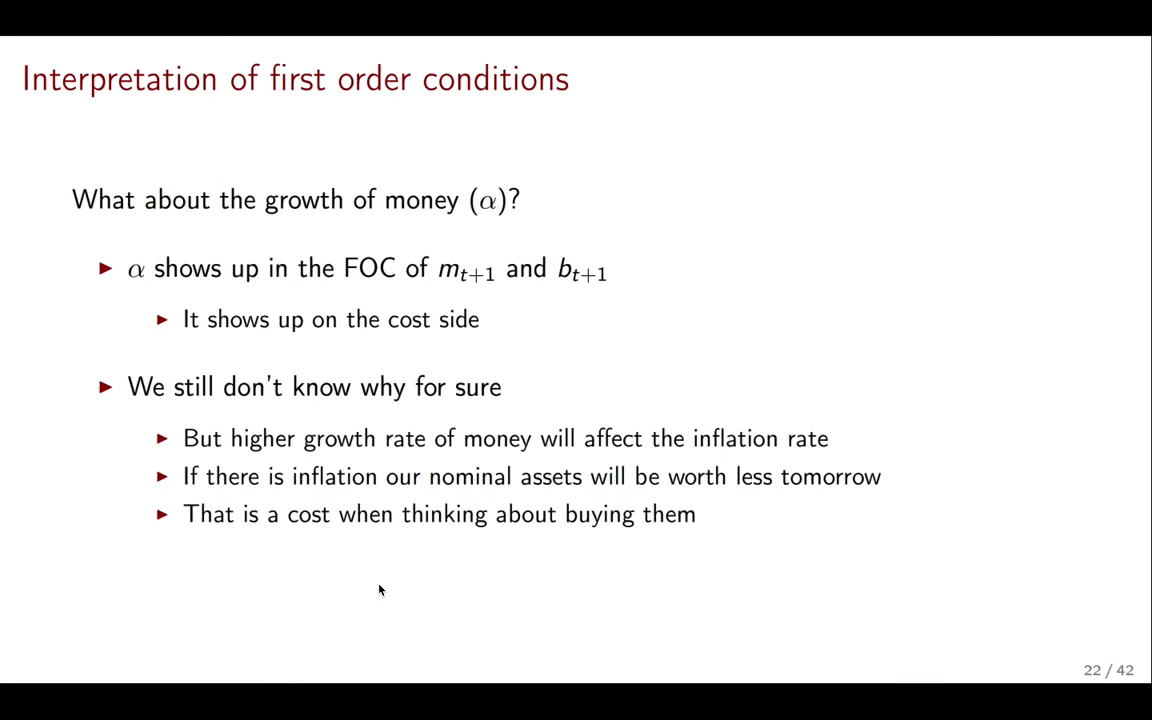 Interpretation of first order conditions
What about the growth of money (α)?
▶ α shows up in the FOC of mₜ₊₁ and bₜ₊₁
▶ It shows up on the cost side
▶ We still don't know why for sure
▶ But higher growth rate of money will affect the inflation rate
▶ If there is inflation our nominal assets will be worth less tomorrow
▶ That is a cost when thinking about buying them
22 / 42